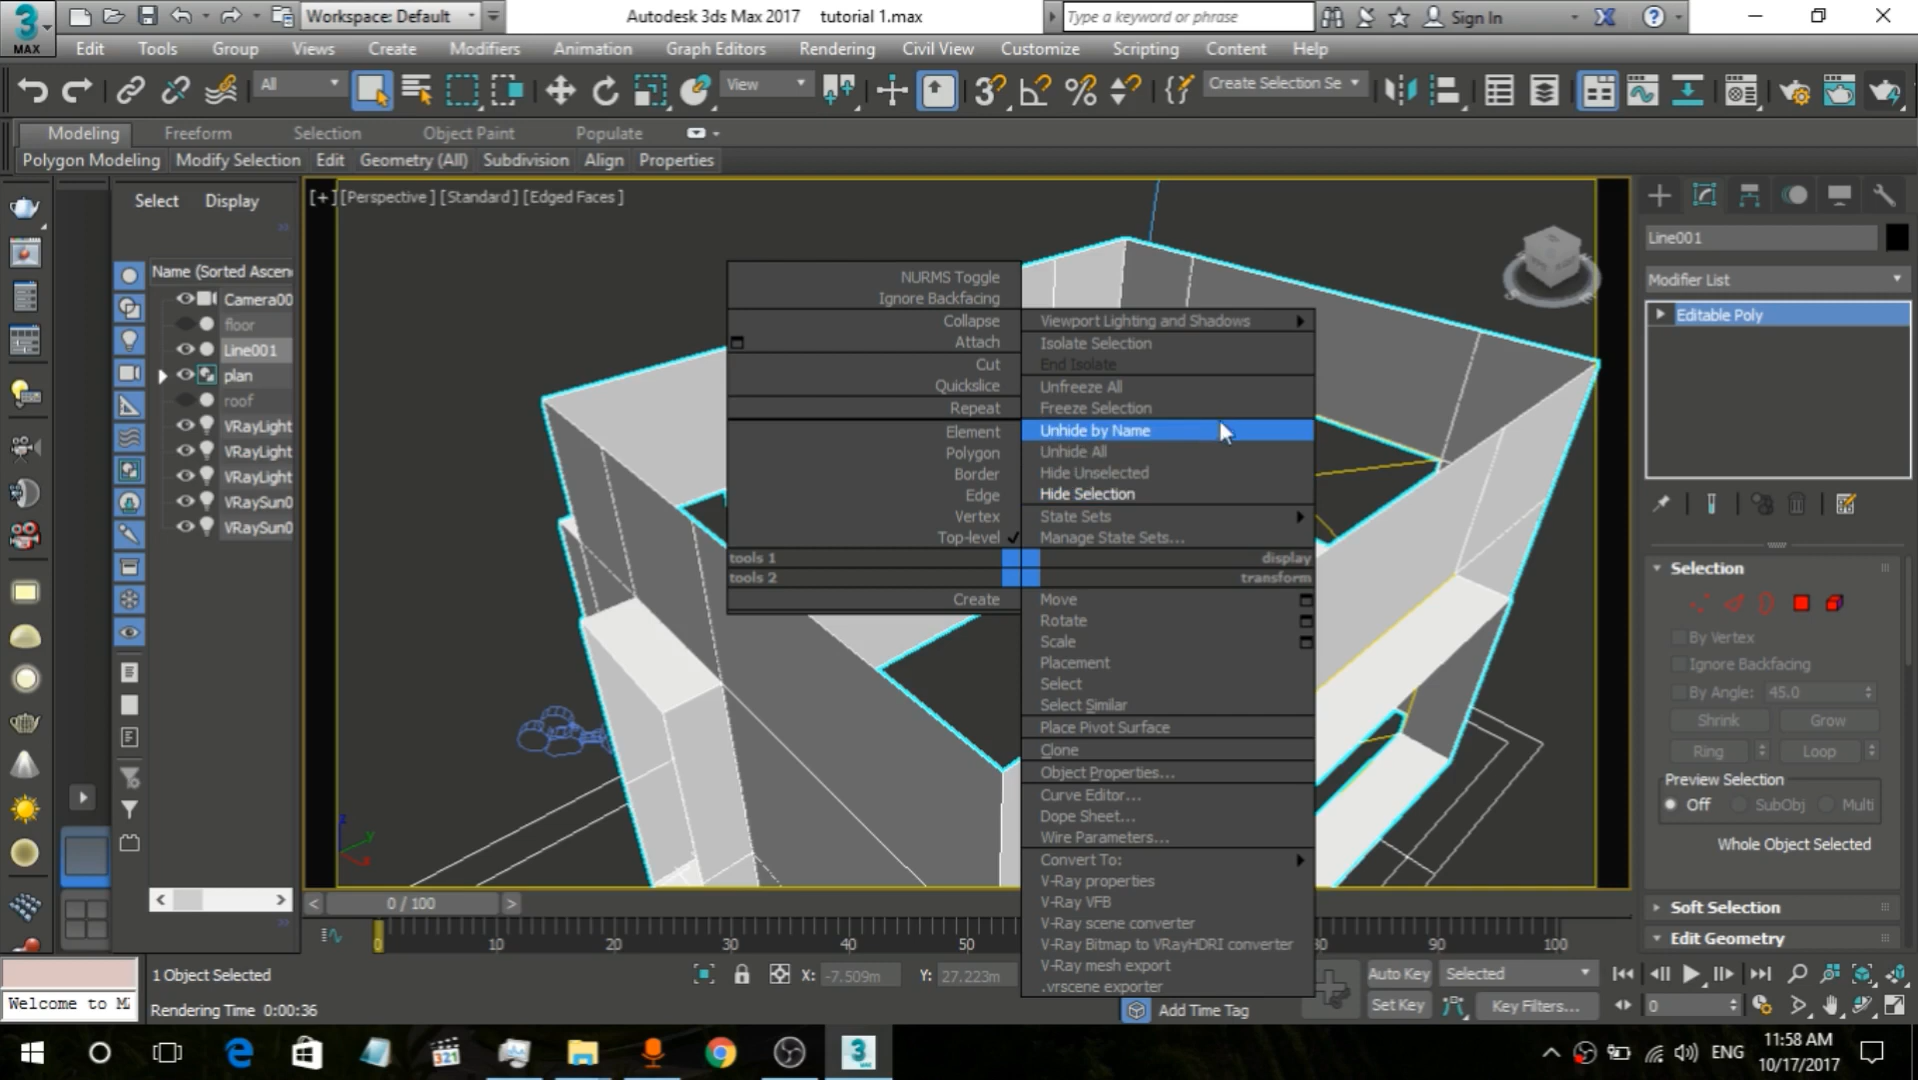 Workspace: Default
Autodesk 3ds Max 2017 tutorial 1.max
Type a keyword or phrase
Sign In
MAX
Edit Tools Group Views Create Modifiers Animation Graph Editors Rendering Civil View Customize Scripting Content Help
All
View
Create Selection Se
Modeling Freeform Selection Object Paint Populate
Polygon Modeling Modify Selection Edit Geometry (All) Subdivision Align Properties
Select Display
Name (Sorted Ascen
Camera00
floor
Line001
plan
roof
VRayLight
VRayLight
VRayLight
VRaySun0
VRaySun0
[+] [Perspective ] [Standard ] [Edged Faces ]
NURMS Toggle
Ignore Backfacing
Collapse
Attach
Cut
Quickslice
Repeat
Element
Polygon
Border
Edge
Vertex
Top-level
tools 1
tools 2
Create
Viewport Lighting and Shadows
Isolate Selection
End Isolate
Unfreeze All
Freeze Selection
Unhide by Name
Unhide All
Hide Unselected
Hide Selection
State Sets
Manage State Sets...
display
transform
Move
Rotate
Scale
Placement
Select
Select Similar
Place Pivot Surface
Clone
Object Properties...
Curve Editor...
Dope Sheet...
Wire Parameters...
Convert To:
V-Ray properties
V-Ray VFB
V-Ray scene converter
V-Ray Bitmap to VRayHDRI converter
V-Ray mesh export
.vrscene exporter
Line001
Modifier List
Editable Poly
Selection
By Vertex
Ignore Backfacing
By Angle: 45.0
Shrink Grow
Ring Loop
Preview Selection
Off SubObj Multi
Whole Object Selected
Soft Selection
Edit Geometry
0 / 100
0 10 20 30 40 50 80 90 100
1 Object Selected
X: -7.509m Y: 27.223m
Auto Key Selected
Welcome to M
Rendering Time 0:00:36
Add Time Tag
Set Key Key Filters...
0
321
3
ENG
11:58 AM
10/17/2017